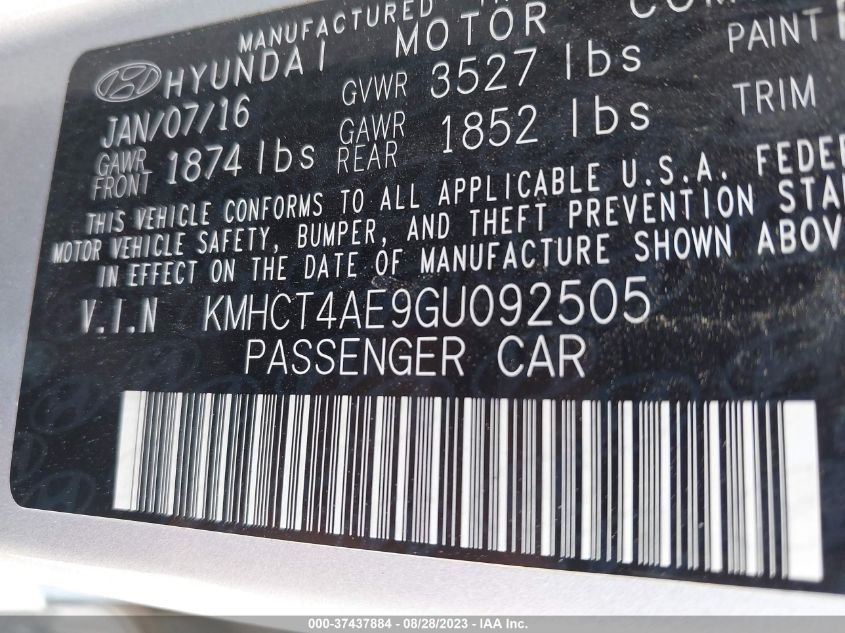 MANUFACTURED
HYUNDAI MOTOR
JAN/07/16 GVWR 3527 lbs PAINT
GAWR FRONT 1874 lbs GAWR REAR 1852 lbs TRIM
THIS VEHICLE CONFORMS TO ALL APPLICABLE U.S.A.
MOTOR VEHICLE SAFETY, BUMPER, AND THEFT PREVENTION
IN EFFECT ON THE DATE OF MANUFACTURE SHOWN
V.I.N KMHCT4AE9GU092505
PASSENGER CAR
000-37437884 | 08/28/2023 - IAA Inc.